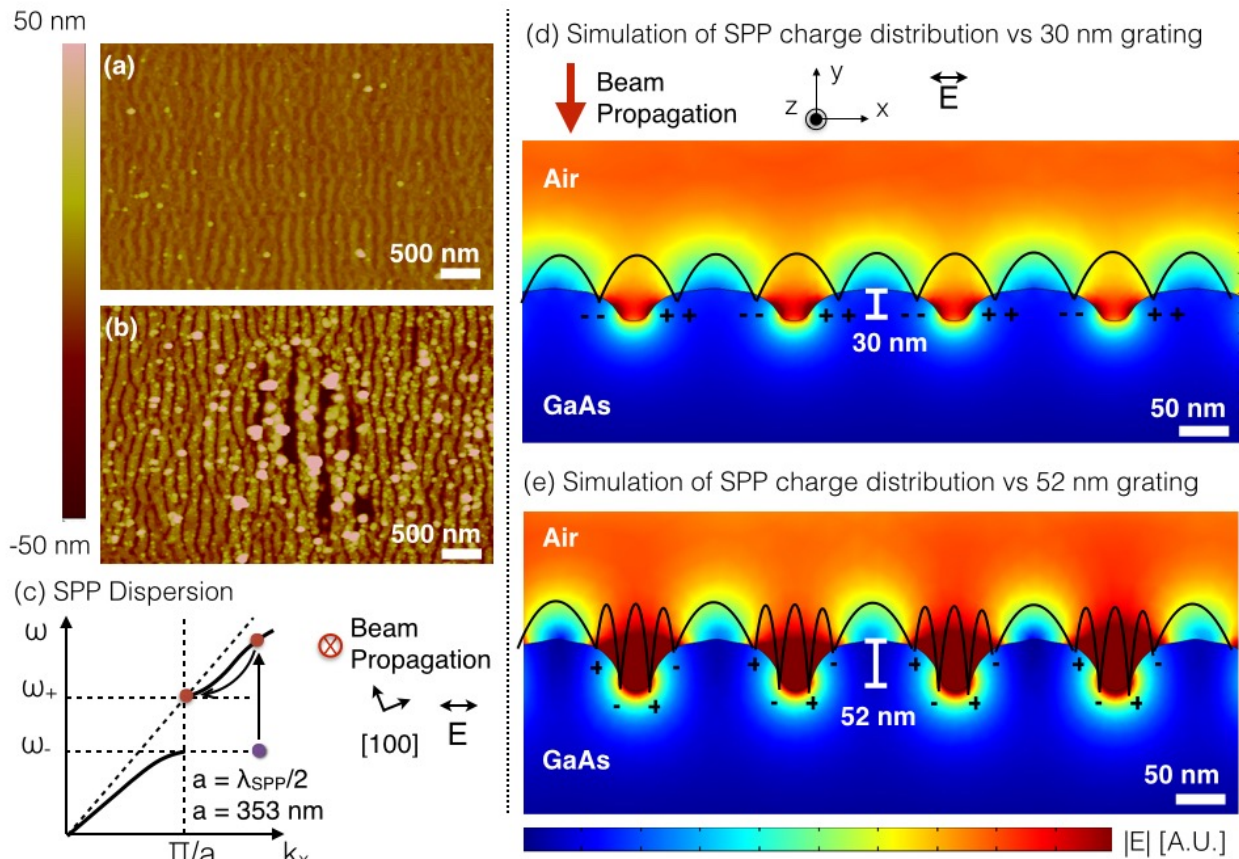 50 nm
-50 nm
(a)
500 nm
(b)
500 nm
(c) SPP Dispersion
ω
ω₊
ω₋
Π/a
kₓ
a = λSPP/2
a = 353 nm
Beam
Propagation
[100]
E
(d) Simulation of SPP charge distribution vs 30 nm grating
Beam
Propagation
y
z
x
E
Air
- - + + - - + + - - + + - - + +
30 nm
GaAs
50 nm
(e) Simulation of SPP charge distribution vs 52 nm grating
Air
+ - + - + - + -
- + - + - + - +
52 nm
GaAs
50 nm
|E| [A.U.]